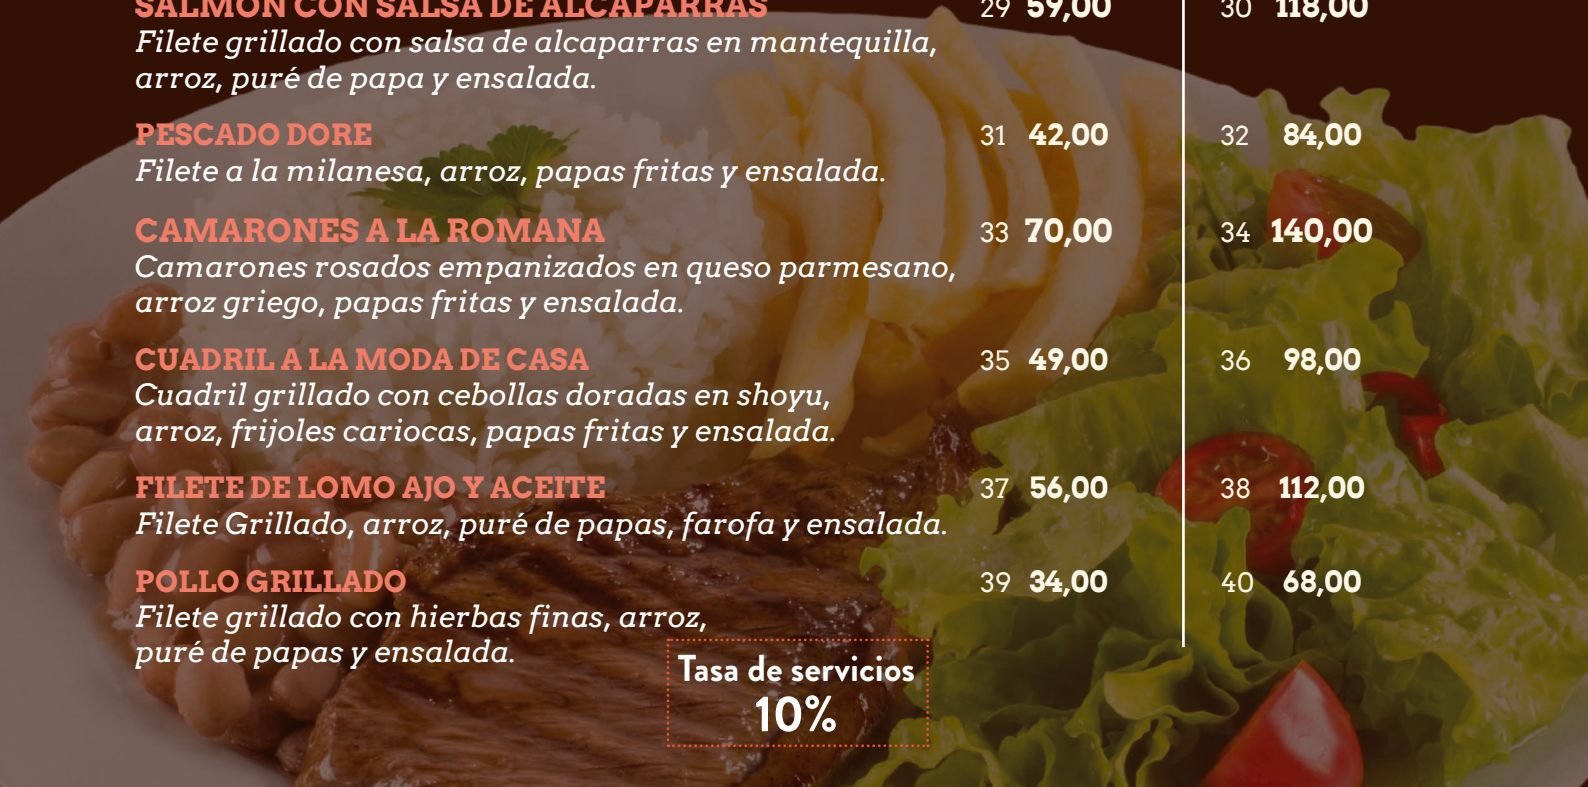 SALMÓN CON SALSA DE ALCAPARRAS 29 59,00 30 118,00
Filete grillado con salsa de alcaparras en mantequilla,
arroz, puré de papa y ensalada.
PESCADO DORE 31 42,00 32 84,00
Filete a la milanesa, arroz, papas fritas y ensalada.
CAMARONES A LA ROMANA 33 70,00 34 140,00
Camarones rosados empanizados en queso parmesano,
arroz griego, papas fritas y ensalada.
CUADRIL A LA MODA DE CASA 35 49,00 36 98,00
Cuadril grillado con cebollas doradas en shoyu,
arroz, frijoles cariocas, papas fritas y ensalada.
FILETE DE LOMO AJO Y ACEITE 37 56,00 38 112,00
Filete Grillado, arroz, puré de papas, farofa y ensalada.
POLLO GRILLADO 39 34,00 40 68,00
Filete grillado con hierbas finas, arroz,
puré de papas y ensalada.
Tasa de servicios
10%